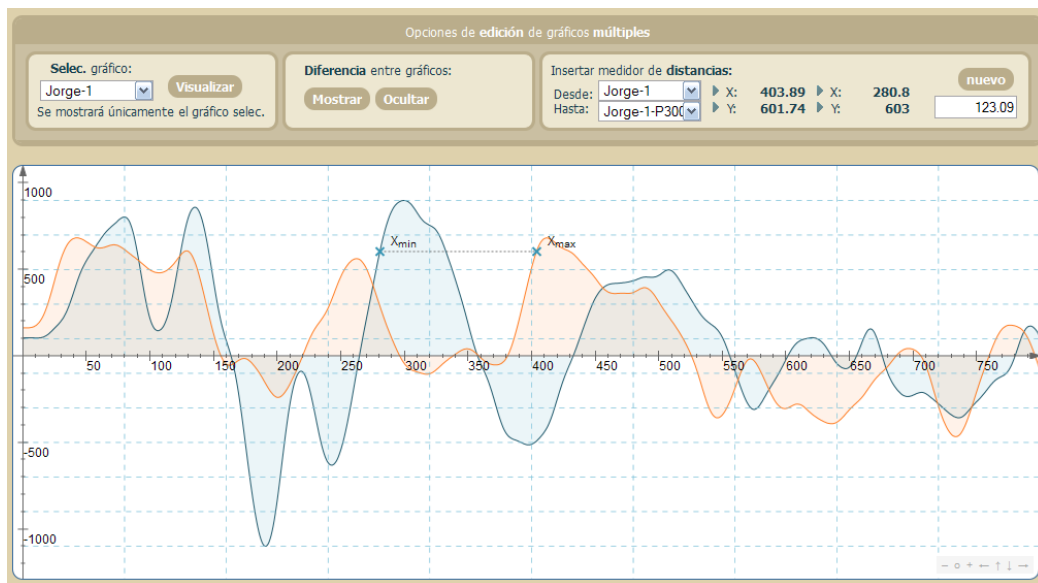 Opciones de edición de gráficos múltiples
Selec. gráfico:
Jorge-1
Visualizar
Se mostrará únicamente el gráfico selec.
Diferencia entre gráficos:
Mostrar Ocultar
Insertar medidor de distancias:
nuevo
Desde: Jorge-1 X: 403.89 X: 280.8
Hasta: Jorge-1-P300 Y: 601.74 Y: 603
123.09
1000
Xmin Xmax
500
50 100 150 200 250 300 350 400 450 500 550 600 650 700 750
-500
-1000